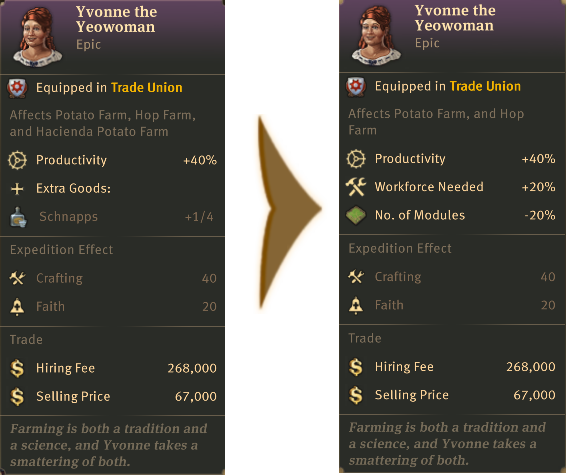 Yvonne the
Yeowoman
Epic
Equipped in Trade Union
Affects Potato Farm, Hop Farm,
and Hacienda Potato Farm
Productivity +40%
Extra Goods:
Schnapps +1/4
Expedition Effect
Crafting 40
Faith 20
Trade
Hiring Fee 268,000
Selling Price 67,000
Farming is both a tradition and
a science, and Yvonne takes a
smattering of both.
Yvonne the
Yeowoman
Epic
Equipped in Trade Union
Affects Potato Farm, and Hop
Farm
Productivity +40%
Workforce Needed +20%
No. of Modules -20%
Expedition Effect
Crafting 40
Faith 20
Trade
Hiring Fee 268,000
Selling Price 67,000
Farming is both a tradition and
a science, and Yvonne takes a
smattering of both.